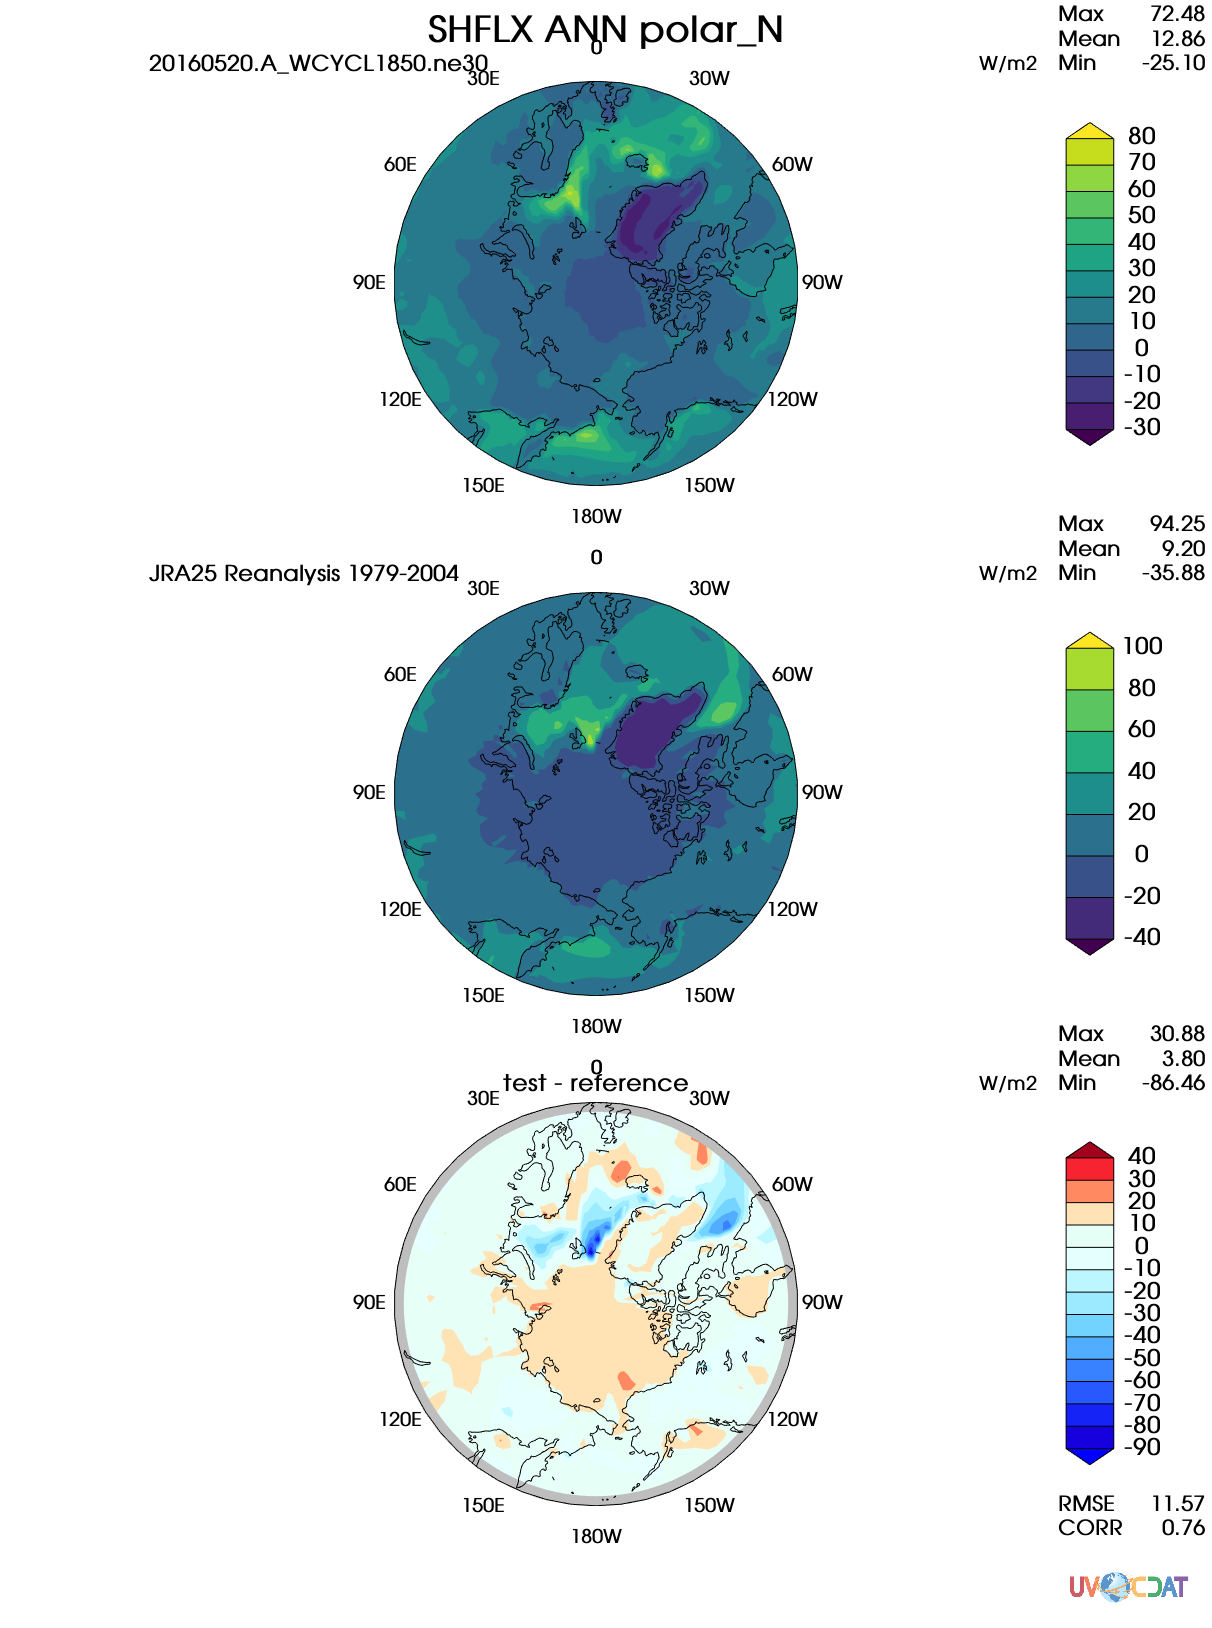 SHFLX ANN polar_N
20160520.A_WCYCL1850.ne30
W/m2
Max 72.48
Mean 12.86
Min -25.10
0
30E
30W
60E
60W
90E
90W
120E
120W
150E
150W
180W
80
70
60
50
40
30
20
10
0
-10
-20
-30
JRA25 Reanalysis 1979-2004
W/m2
Max 94.25
Mean 9.20
Min -35.88
0
30E
30W
60E
60W
90E
90W
120E
120W
150E
150W
180W
100
80
60
40
20
0
-20
-40
test - reference
W/m2
Max 30.88
Mean 3.80
Min -86.46
0
30E
30W
60E
60W
90E
90W
120E
120W
150E
150W
180W
40
30
20
10
0
-10
-20
-30
-40
-50
-60
-70
-80
-90
RMSE 11.57
CORR 0.76
UV CDAT